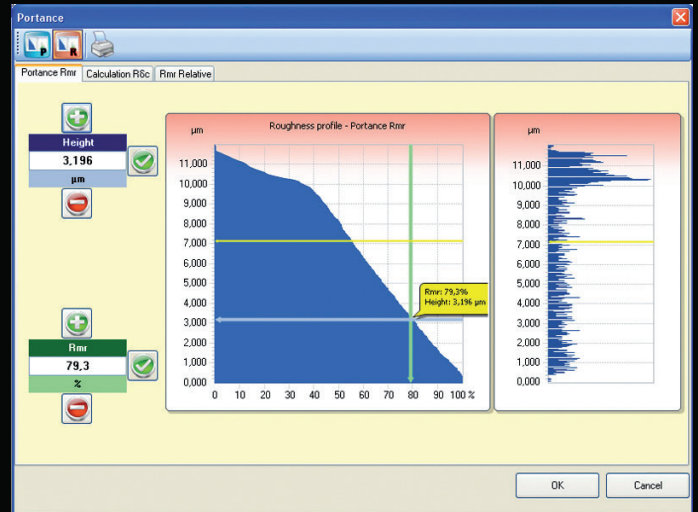 Portance
P
R
Portance Rmr
Calculation RSc
Rmr Relative
Height
3,196
µm
Rmr
79,3
%
µm
Roughness profile - Portance Rmr
11,000
10,000
9,000
8,000
7,000
6,000
5,000
4,000
3,000
2,000
1,000
0,000
0 10 20 30 40 50 60 70 80 90 100 %
Rmr: 79,3%
Height: 3,196 µm
µm
11,000
10,000
9,000
8,000
7,000
6,000
5,000
4,000
3,000
2,000
1,000
0,000
OK
Cancel